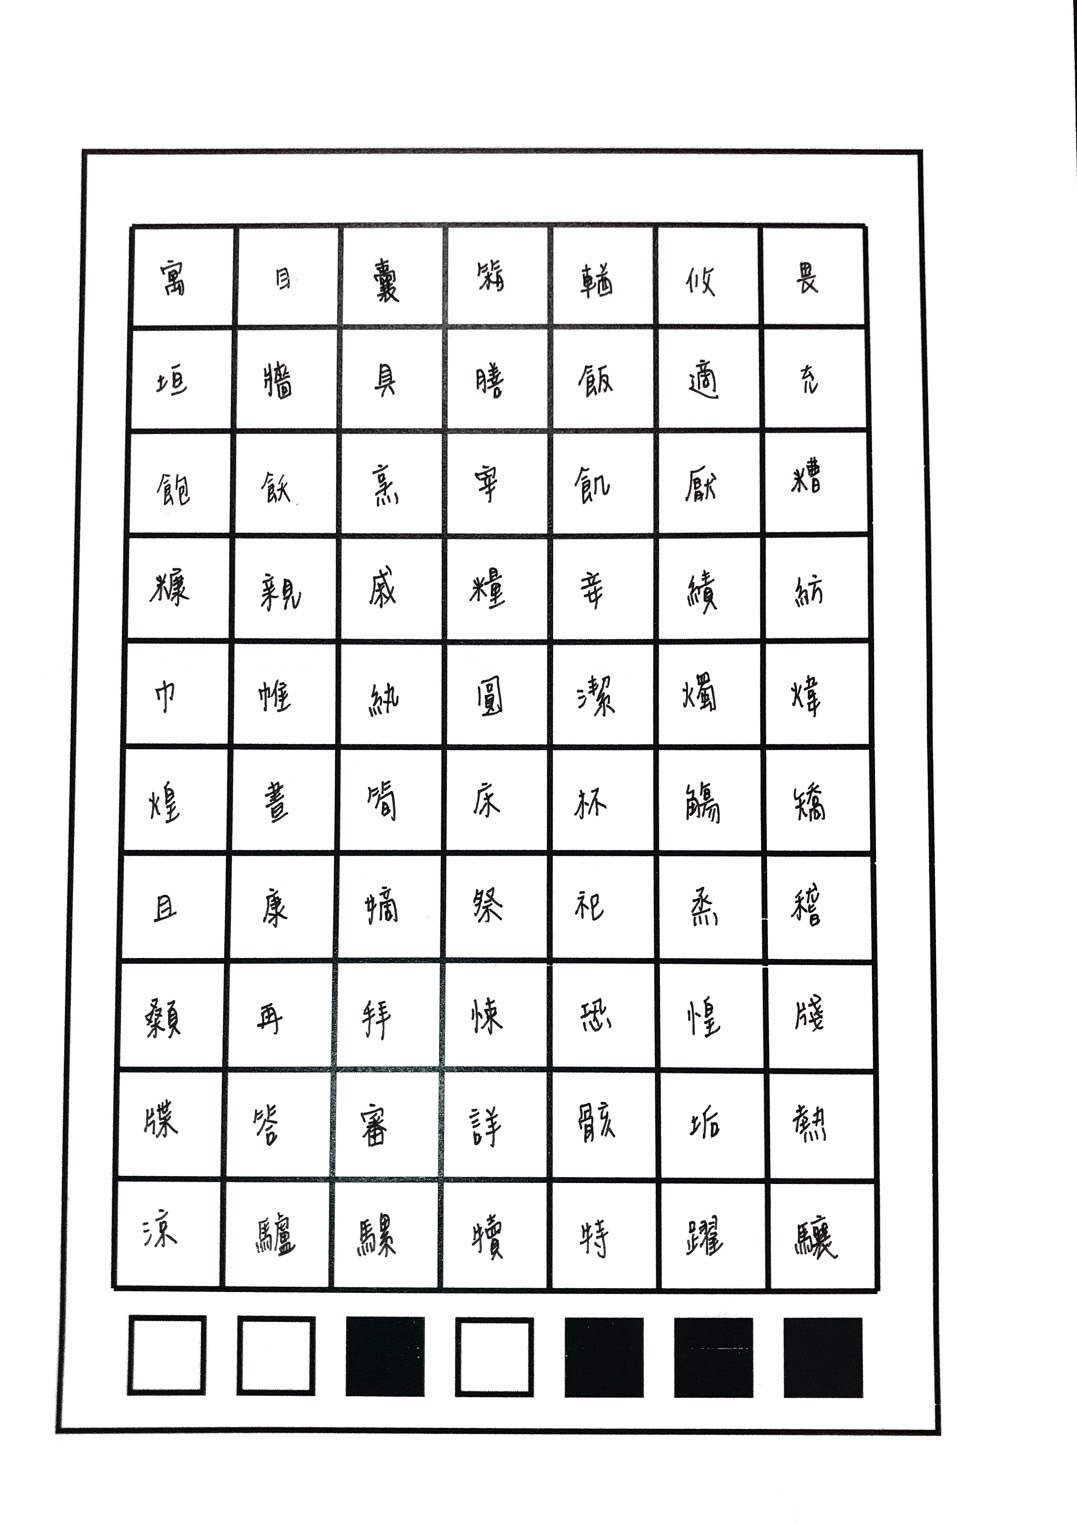 寓目囊箱輶攸畏
垣牆具膳飯適充
飽飫烹宰飢厭糟
糠親戚糧妾績紡
巾帷紈圓潔燭煒
煌晝荀床杯觴矯
且康嫡祭祀烝稽
顙再拜悚恐惶牋
牒答審詳骸垢熱
涼驢騾犢特躍驤